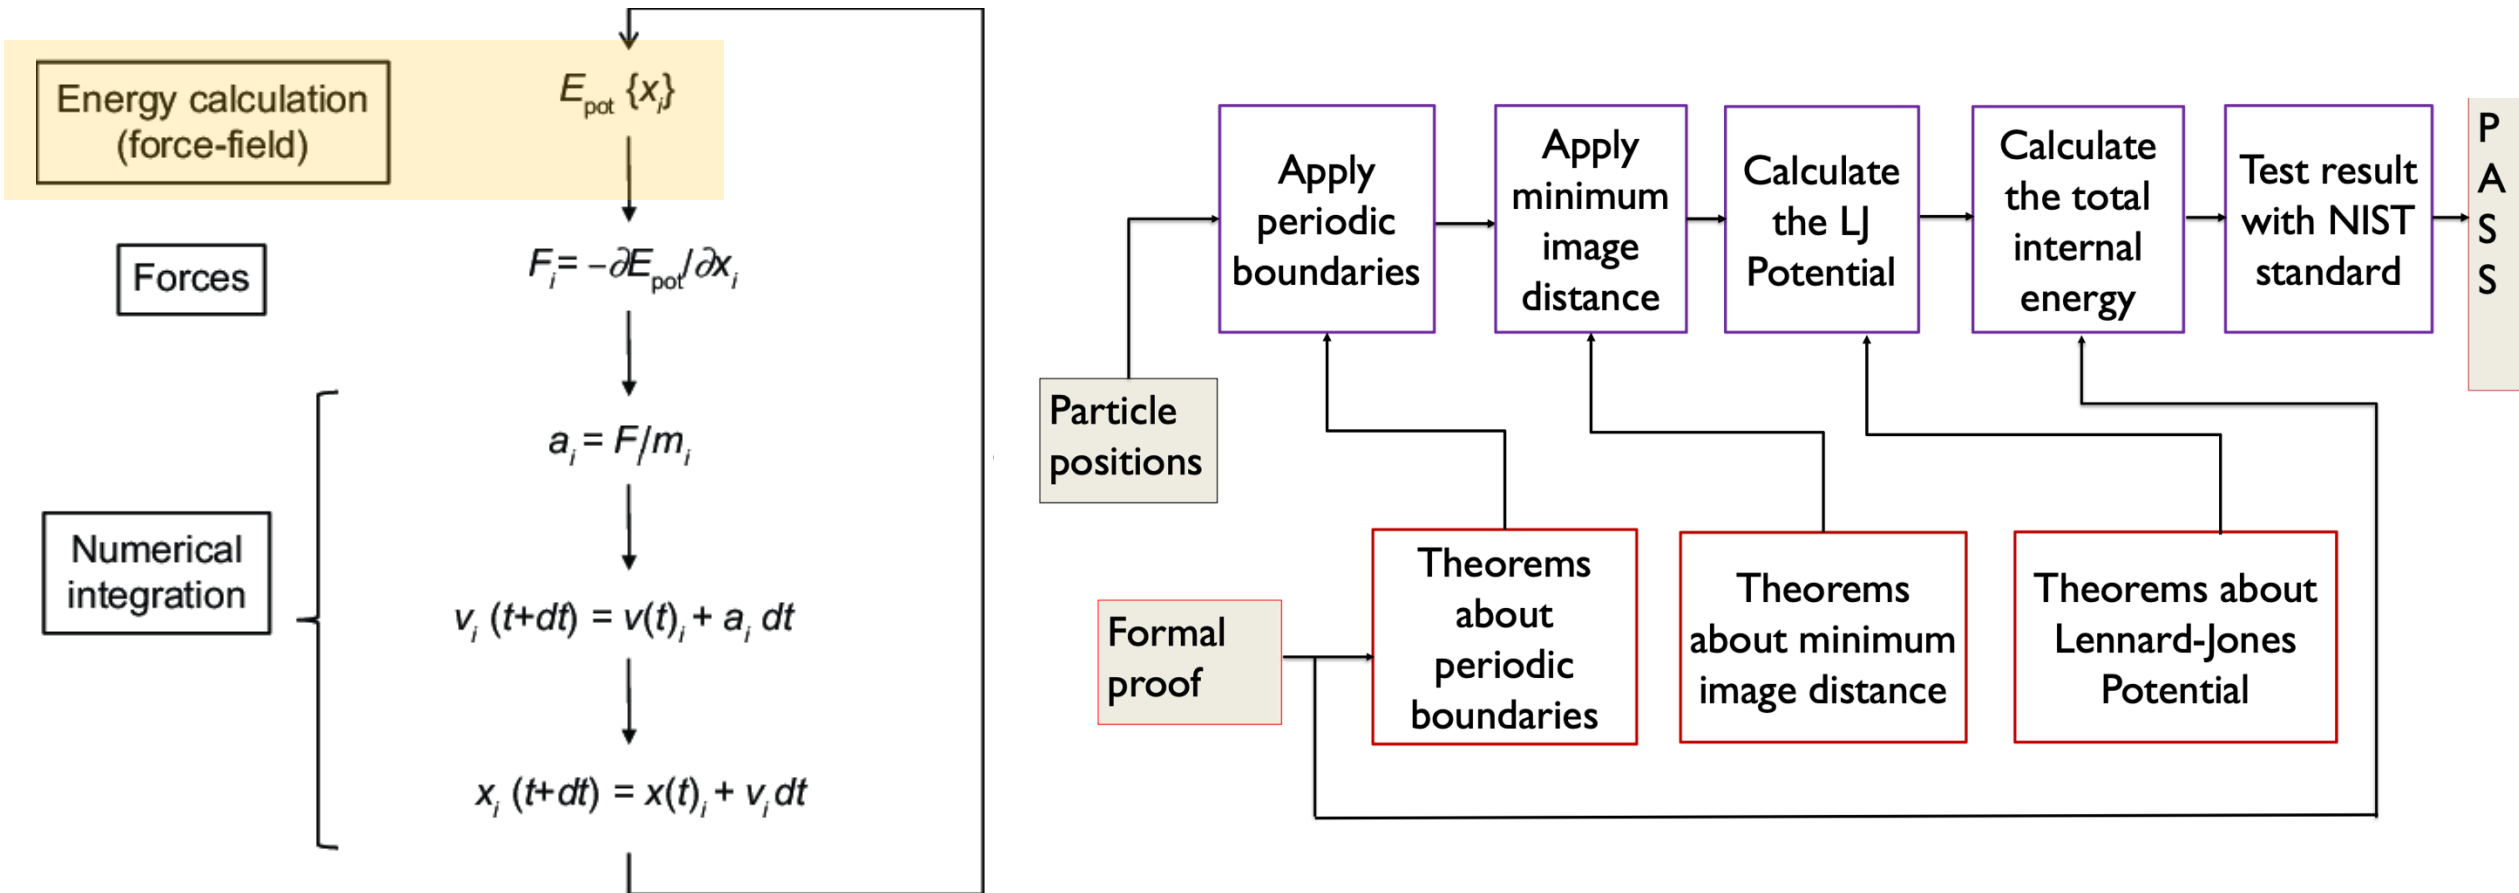 Energy calculation
(force-field)
E_pot {x_i}
Forces
F_i = −∂E_pot/∂x_i
a_i = F_i/m_i
Numerical
integration
v_i (t+dt) = v(t)_i + a_i dt
x_i (t+dt) = x(t)_i + v_i dt
Apply
periodic
boundaries
Apply
minimum
image
distance
Calculate
the LJ
Potential
Calculate
the total
internal
energy
Test result
with NIST
standard
P
A
S
S
Particle
positions
Formal
proof
Theorems
about
periodic
boundaries
Theorems
about minimum
image distance
Theorems about
Lennard-Jones
Potential